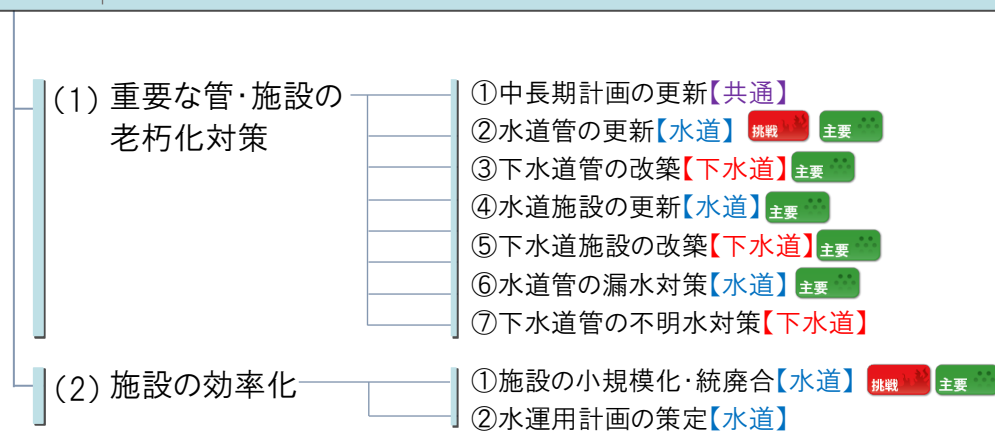 (1) 重要な管・施設の
老朽化対策
①中長期計画の更新【共通】
②水道管の更新【水道】 挑戦 主要
③下水道管の改築【下水道】 主要
④水道施設の更新【水道】 主要
⑤下水道施設の改築【下水道】 主要
⑥水道管の漏水対策【水道】 主要
⑦下水道管の不明水対策【下水道】
(2) 施設の効率化
①施設の小規模化・統廃合【水道】 挑戦 主要
②水運用計画の策定【水道】